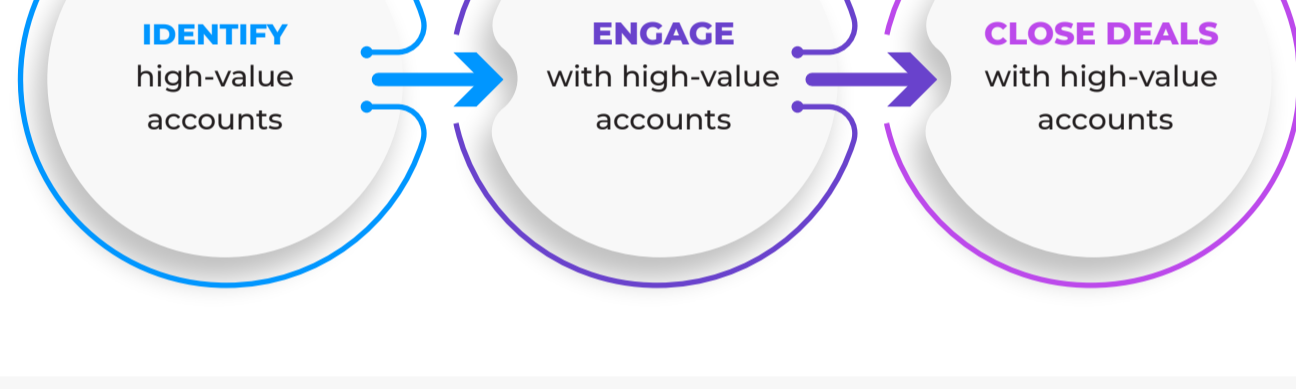 IDENTIFY
high-value
accounts
ENGAGE
with high-value
accounts
CLOSE DEALS
with high-value
accounts